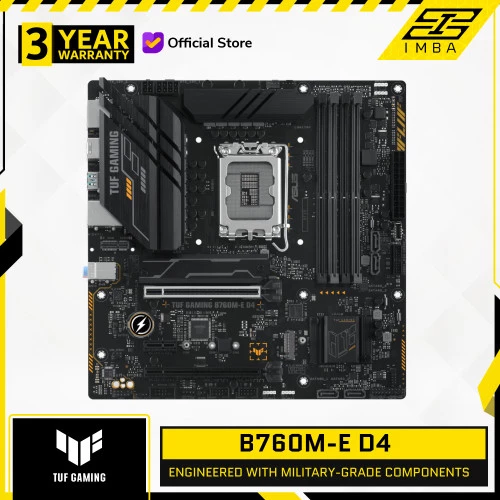 3 YEAR
WARRANTY
Official Store
IMBA
TUF GAMING
TUF GAMING B760M-E D4
TUF GAMING
B760M-E D4
ENGINEERED WITH MILITARY-GRADE COMPONENTS